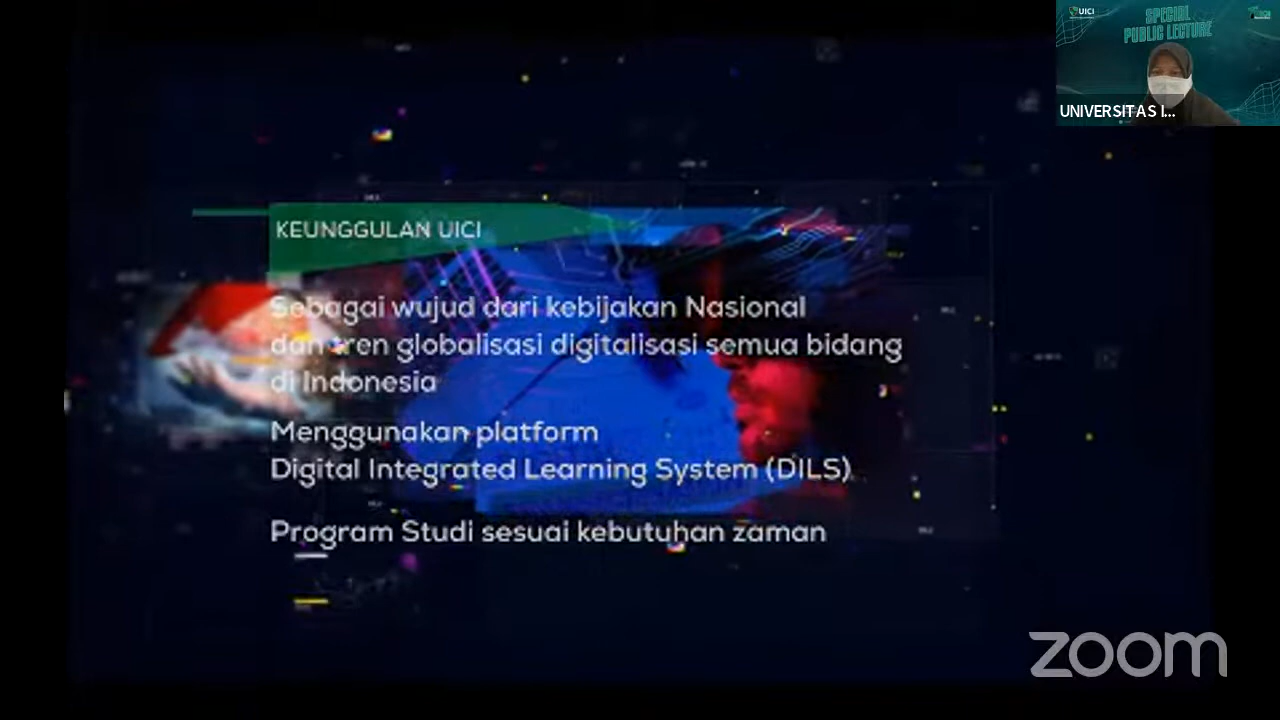 UICI
SPECIAL
PUBLIC LECTURE
UNIVERSITAS I...
KEUNGGULAN UICI
Sebagai wujud dari kebijakan Nasional
dan tren globalisasi digitalisasi semua bidang
di Indonesia
Menggunakan platform
Digital Integrated Learning System (DILS)
Program Studi sesuai kebutuhan zaman
zoom